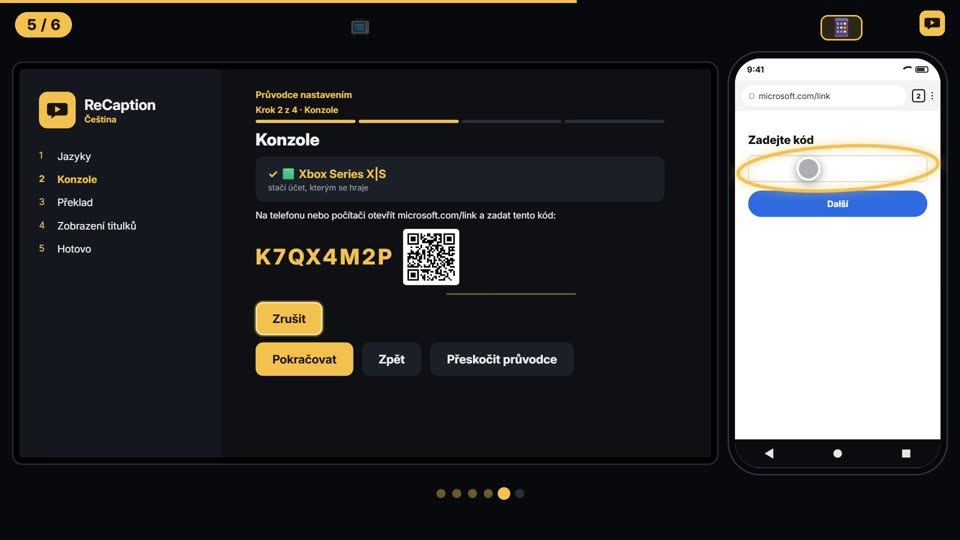 5 / 6
ReCaption
Čeština
1 Jazyky
2 Konzole
3 Překlad
4 Zobrazení titulků
5 Hotovo
Průvodce nastavením
Krok 2 z 4 · Konzole
Konzole
✓ Xbox Series X|S
stačí účet, kterým se hraje
Na telefonu nebo počítači otevřít microsoft.com/link a zadat tento kód:
K7QX4M2P
Zrušit
Pokračovat Zpět Přeskočit průvodce
9:41
microsoft.com/link 2
Zadejte kód
Další